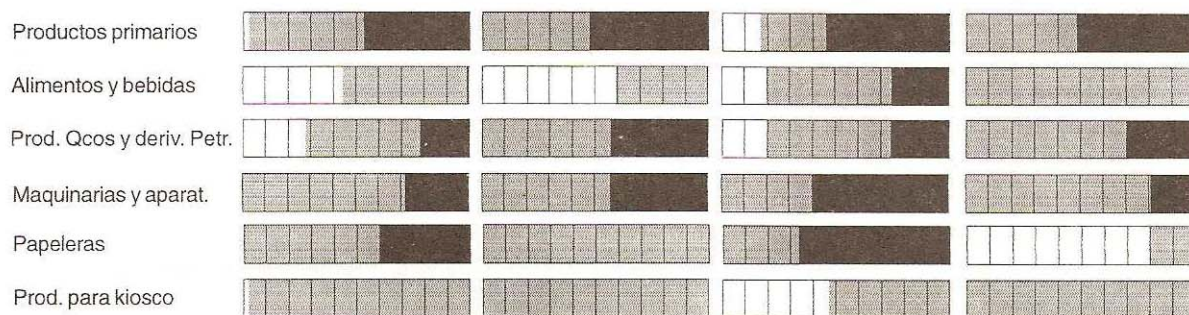 Productos primarios
Alimentos y bebidas
Prod. Qcos y deriv. Petr.
Maquinarias y aparat.
Papeleras
Prod. para kiosco